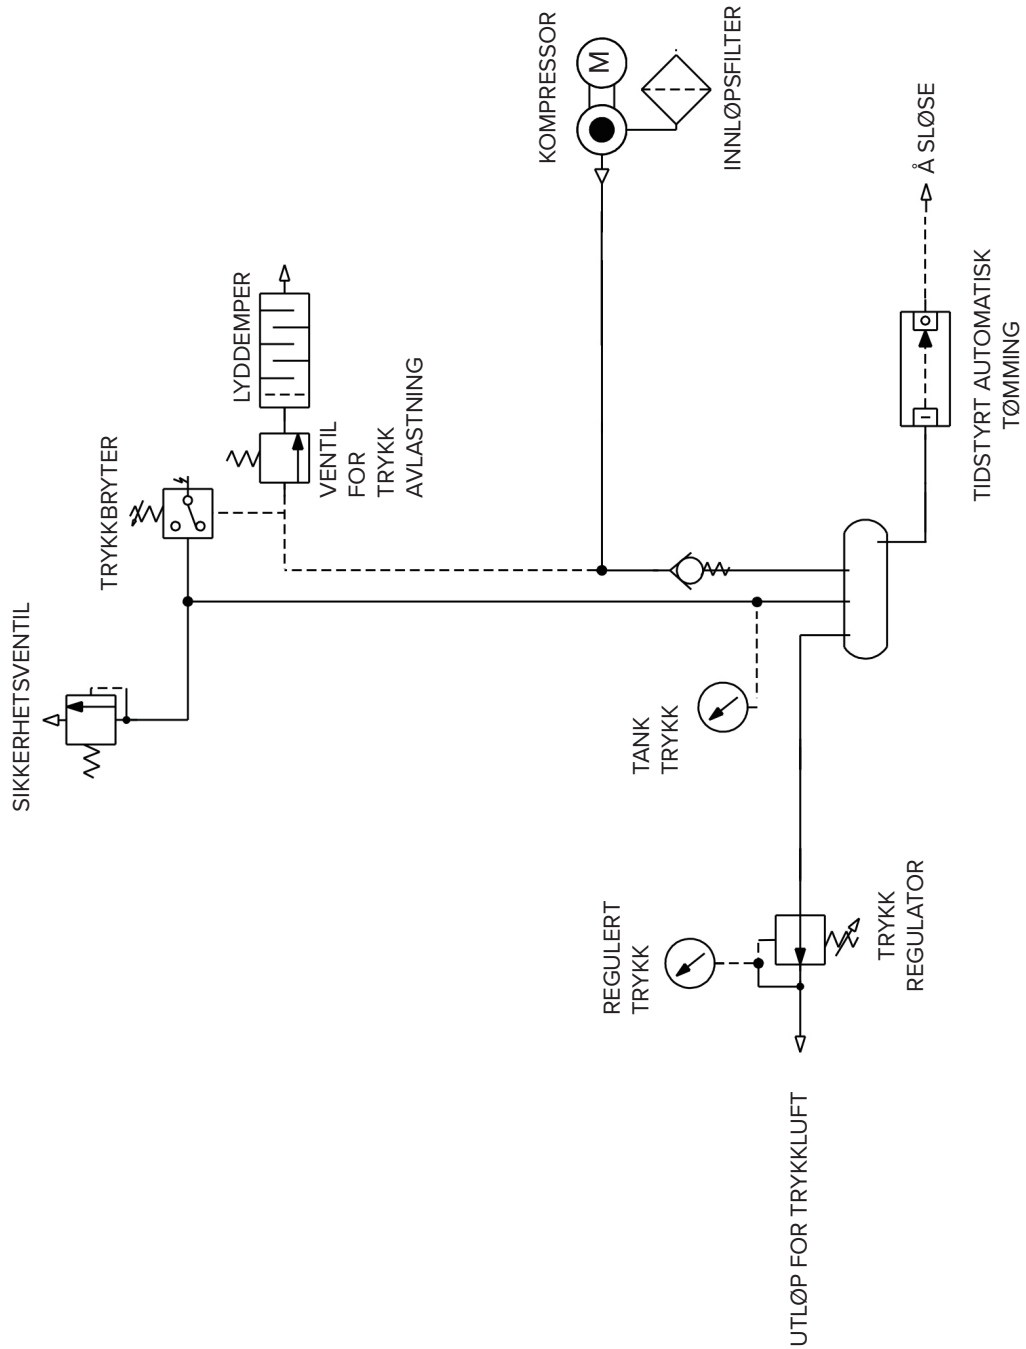 SIKKERHETSVENTIL
TRYKKBRYTER
LYDDEMPER
VENTIL
FOR
TRYKK
AVLASTNING
KOMPRESSOR
M
REGULERT
TRYKK
TANK
TRYKK
INNLØPSFILTER
UTLØP FOR TRYKKLUFT
TRYKK
REGULATOR
Å SLØSE
TIDSTYRT AUTOMATISK
TØMMING